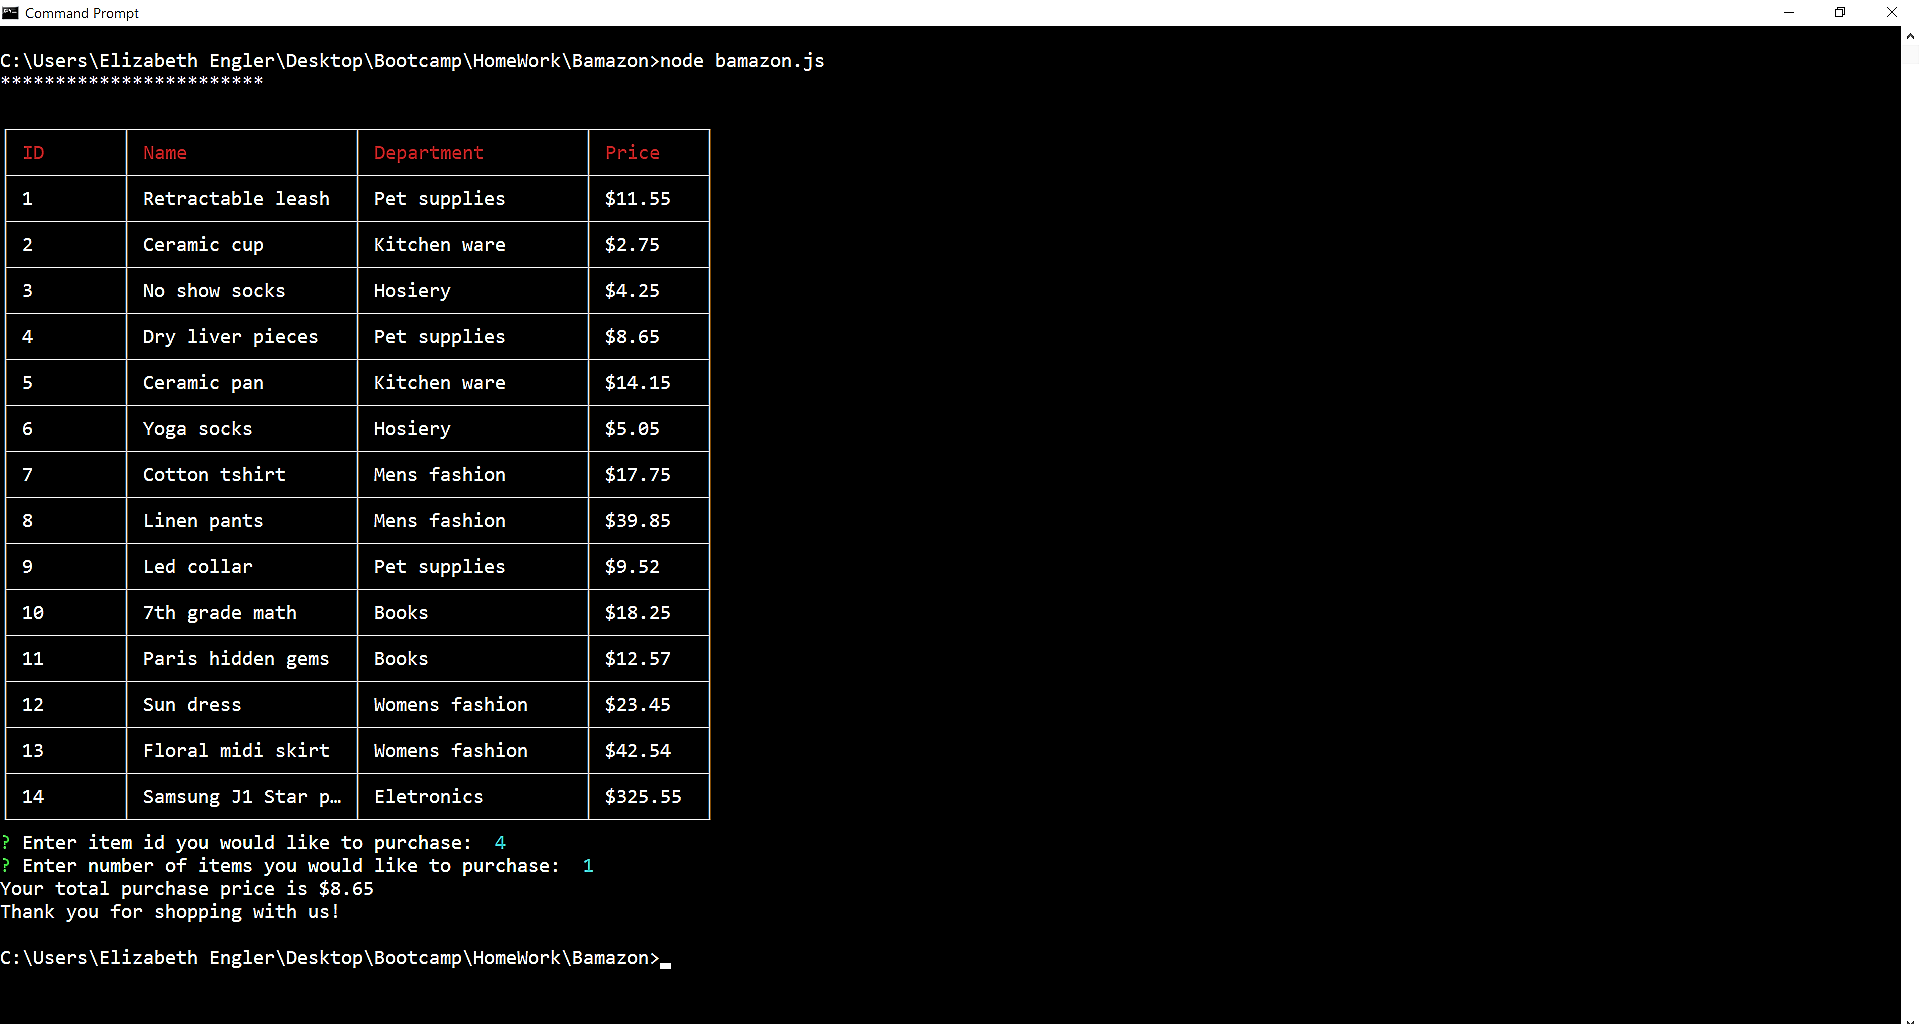 Command Prompt
C:\Users\Elizabeth Engler\Desktop\Bootcamp\HomeWork\Bamazon>node bamazon.js
************************
ID Name Department Price
1 Retractable leash Pet supplies $11.55
2 Ceramic cup Kitchen ware $2.75
3 No show socks Hosiery $4.25
4 Dry liver pieces Pet supplies $8.65
5 Ceramic pan Kitchen ware $14.15
6 Yoga socks Hosiery $5.05
7 Cotton tshirt Mens fashion $17.75
8 Linen pants Mens fashion $39.85
9 Led collar Pet supplies $9.52
10 7th grade math Books $18.25
11 Paris hidden gems Books $12.57
12 Sun dress Womens fashion $23.45
13 Floral midi skirt Womens fashion $42.54
14 Samsung J1 Star p… Eletronics $325.55
? Enter item id you would like to purchase:  4
? Enter number of items you would like to purchase:  1
Your total purchase price is $8.65
Thank you for shopping with us!
C:\Users\Elizabeth Engler\Desktop\Bootcamp\HomeWork\Bamazon>